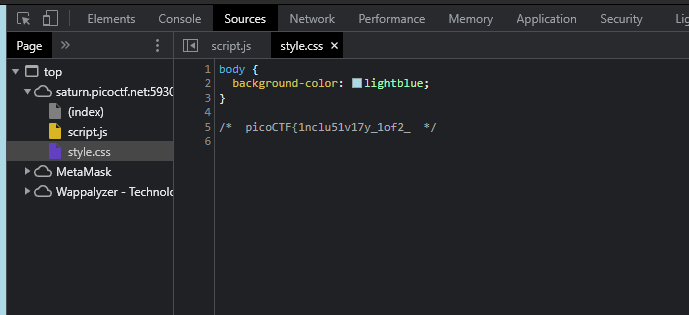 Elements Console Sources Network Performance Memory Application Security Li
Page » script.js style.css ×
top
saturn.picoctf.net:5930
(index)
script.js
style.css
MetaMask
Wappalyzer - Technolo
1 body {
2 background-color: lightblue;
3 }
4
5 /* picoCTF{1nclu51v17y_1of2_ */
6